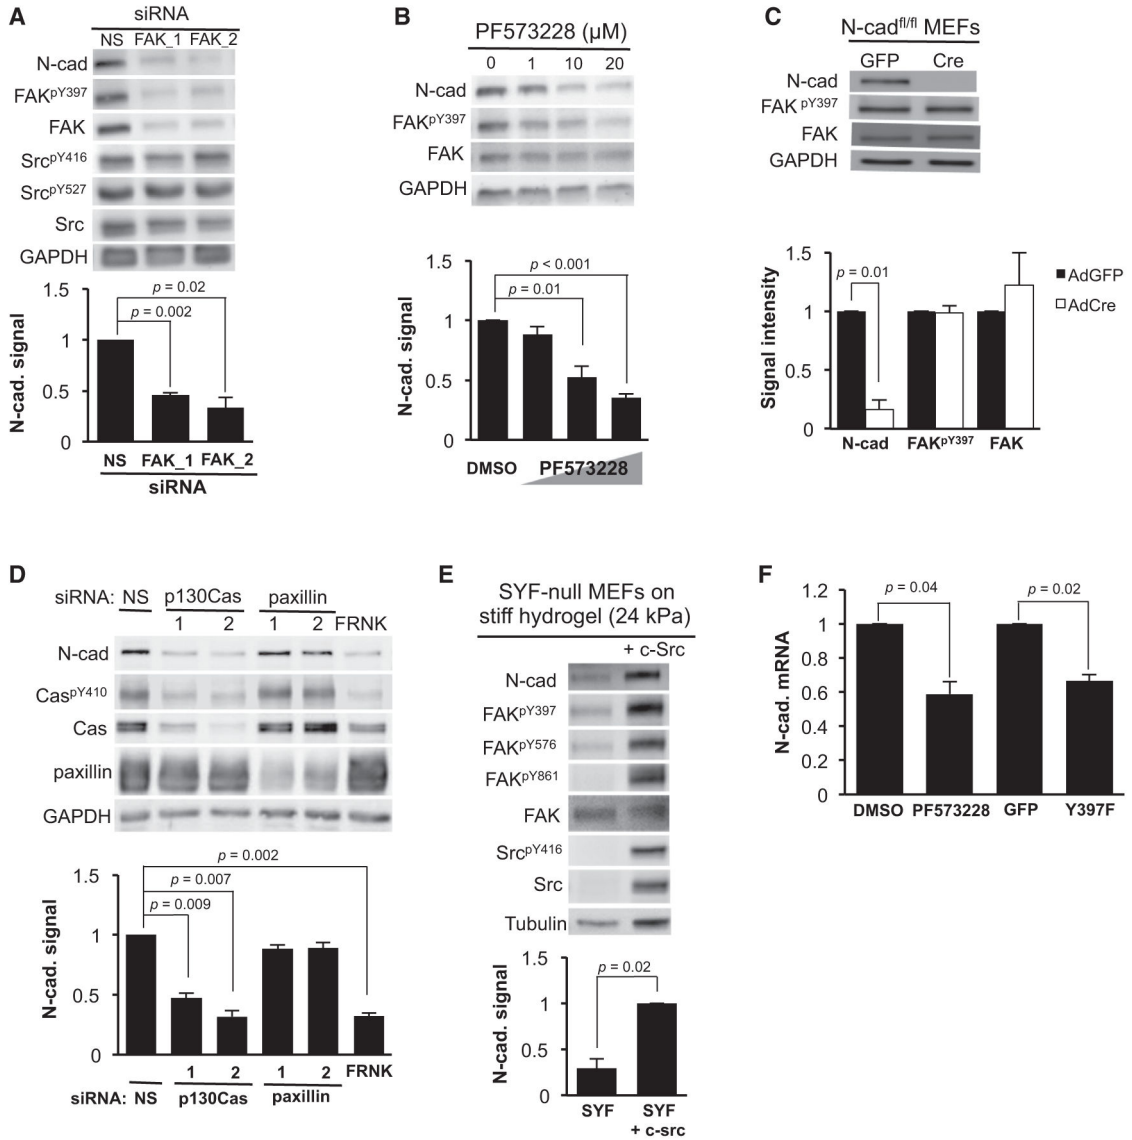 A
siRNA
NS FAK_1 FAK_2
N-cad
FAKpY397
FAK
SrcpY416
SrcpY527
Src
GAPDH
N-cad. signal
1.5
1
0.5
0
p = 0.02
p = 0.002
NS FAK_1 FAK_2
siRNA
B
PF573228 (µM)
0 1 10 20
N-cad
FAKpY397
FAK
GAPDH
N-cad. signal
1.5
1
0.5
0
p < 0.001
p = 0.01
DMSO PF573228
C
N-cadfl/fl MEFs
GFP Cre
N-cad
FAK pY397
FAK
GAPDH
Signal intensity
1.5
1
0.5
0
p = 0.01
AdGFP
AdCre
N-cad FAKpY397 FAK
D
siRNA: NS p130Cas paxillin
1 2 1 2 FRNK
N-cad
CaspY410
Cas
paxillin
GAPDH
N-cad. signal
1.5
1
0.5
0
p = 0.002
p = 0.007
p = 0.009
1 2 1 2 FRNK
siRNA: NS p130Cas paxillin
E
SYF-null MEFs on
stiff hydrogel (24 kPa)
+ c-Src
N-cad
FAKpY397
FAKpY576
FAKpY861
FAK
SrcpY416
Src
Tubulin
N-cad. signal
1.5
1
0.5
0
p = 0.02
SYF SYF
+ c-src
F
N-cad. mRNA
1.2
1
0.8
0.6
0.4
0.2
0
p = 0.04
p = 0.02
DMSO PF573228 GFP Y397F